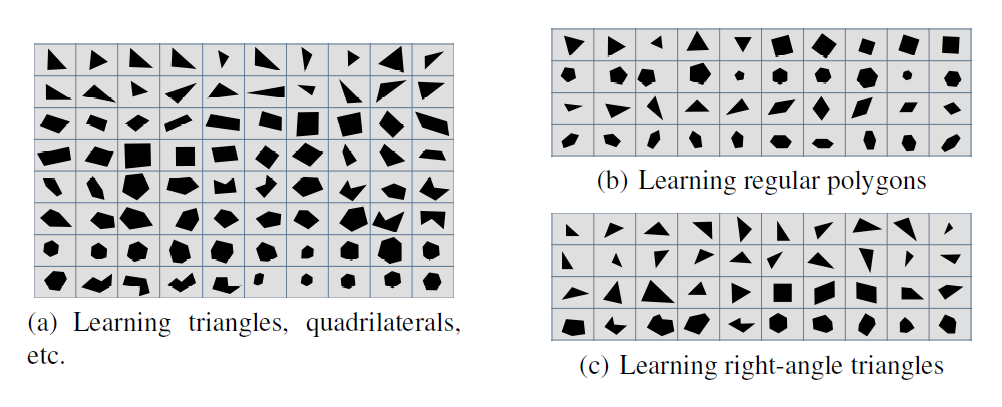 (a) Learning triangles, quadrilaterals,
etc.
(b) Learning regular polygons
(c) Learning right-angle triangles